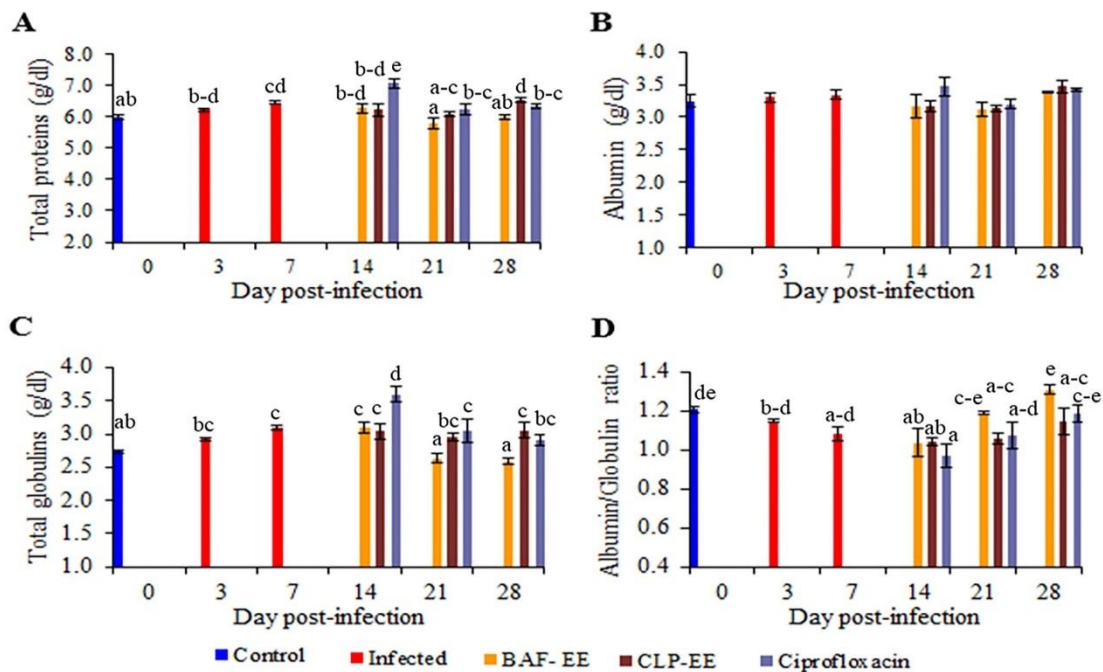 A
Total proteins (g/dl)
8.0
7.0
6.0
5.0
4.0
3.0
2.0
ab
b-d
cd
b-d
b-d
e
a
a-c
b-c
ab
d
b-c
0 3 7 14 21 28
Day post-infection
B
Albumin (g/dl)
4.0
3.5
3.0
2.5
2.0
1.5
1.0
0 3 7 14 21 28
Day post-infection
C
Total globulins (g/dl)
4.0
3.5
3.0
2.5
2.0
1.5
1.0
ab
bc
c
c
c
d
a
bc
c
a
c
bc
0 3 7 14 21 28
Day post-infection
D
Albumin/Globulin ratio
1.4
1.2
1.0
0.8
0.6
0.4
de
b-d
a-d
ab
ab
a
c-e
a-c
a-d
e
a-c
c-e
0 3 7 14 21 28
Day post-infection
Control Infected BAF- EE CLP-EE Ciprofloxacin